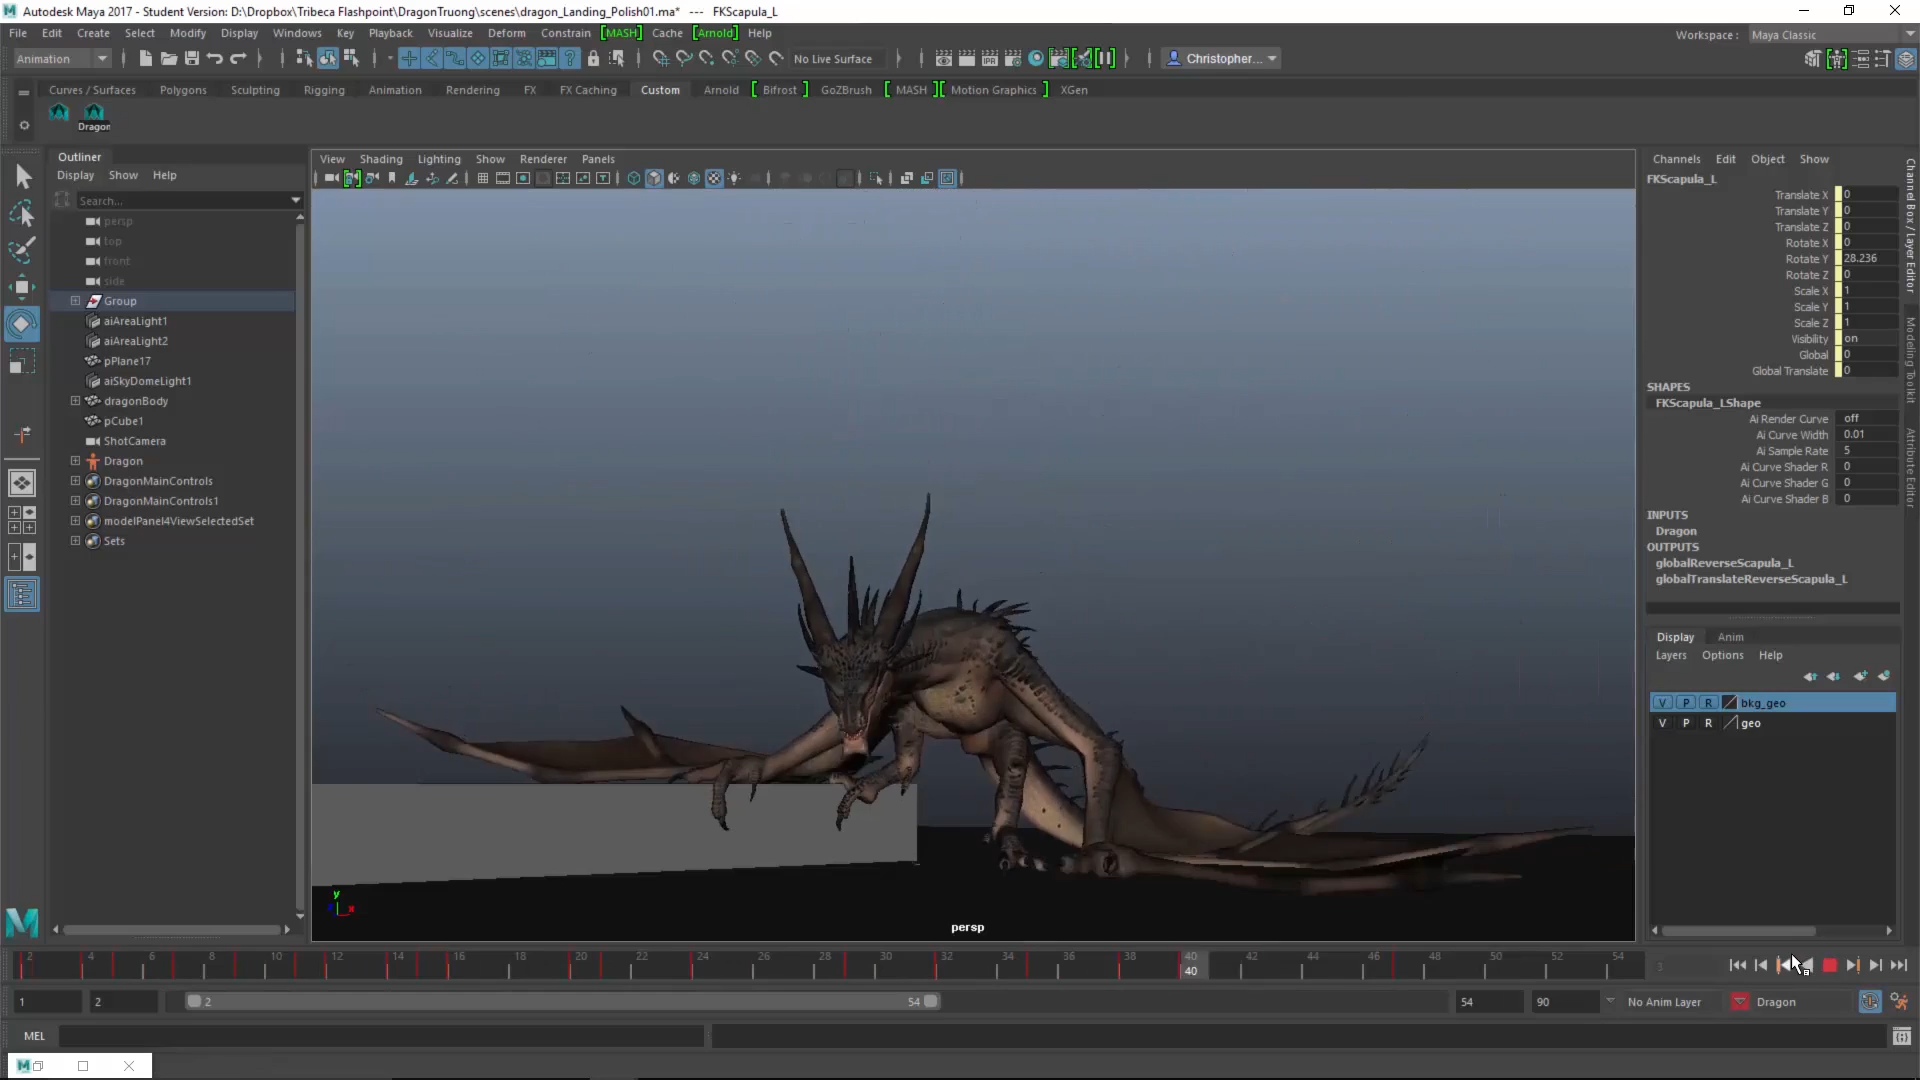 Autodesk Maya 2017 - Student Version: D:\Dropbox\Tribeca Flashpoint\DragonTruong\scenes\dragon_Landing_Polish01.ma* --- FKScapula_L
File Edit Create Select Modify Display Windows Key Playback Visualize Deform Constrain [MASH] Cache [Arnold] Help
Workspace : Maya Classic
Animation No Live Surface Christopher...
Curves / Surfaces Polygons Sculpting Rigging Animation Rendering FX FX Caching Custom Arnold [ Bifrost ] GoZBrush [ MASH ][ Motion Graphics ] XGen
Dragon
Outliner
Display Show Help
Search...
persp
top
front
side
Group
aiAreaLight1
aiAreaLight2
pPlane17
aiSkyDomeLight1
dragonBody
pCube1
ShotCamera
Dragon
DragonMainControls
DragonMainControls1
modelPanel4ViewSelectedSet
Sets
View Shading Lighting Show Renderer Panels
IPR
y
x
persp
Channels Edit Object Show
FKScapula_L
Translate X 0
Translate Y 0
Translate Z 0
Rotate X 0
Rotate Y 28.236
Rotate Z 0
Scale X 1
Scale Y 1
Scale Z 1
Visibility on
Global 0
Global Translate 0
SHAPES
FKScapula_LShape
Ai Render Curve off
Ai Curve Width 0.01
Ai Sample Rate 5
Ai Curve Shader R 0
Ai Curve Shader G 0
Ai Curve Shader B 0
INPUTS
Dragon
OUTPUTS
globalReverseScapula_L
globalTranslateReverseScapula_L
Display Anim
Layers Options Help
V P R bkg_geo
V P R geo
Channel Box / Layer Editor
Modeling Toolkit
Attribute Editor
2 4 6 8 10 12 14 16 18 20 22 24 26 28 30 32 34 36 38 40 42 44 46 48 50 52 54
40
3
1 2 2 54 54 90 No Anim Layer Dragon
MEL